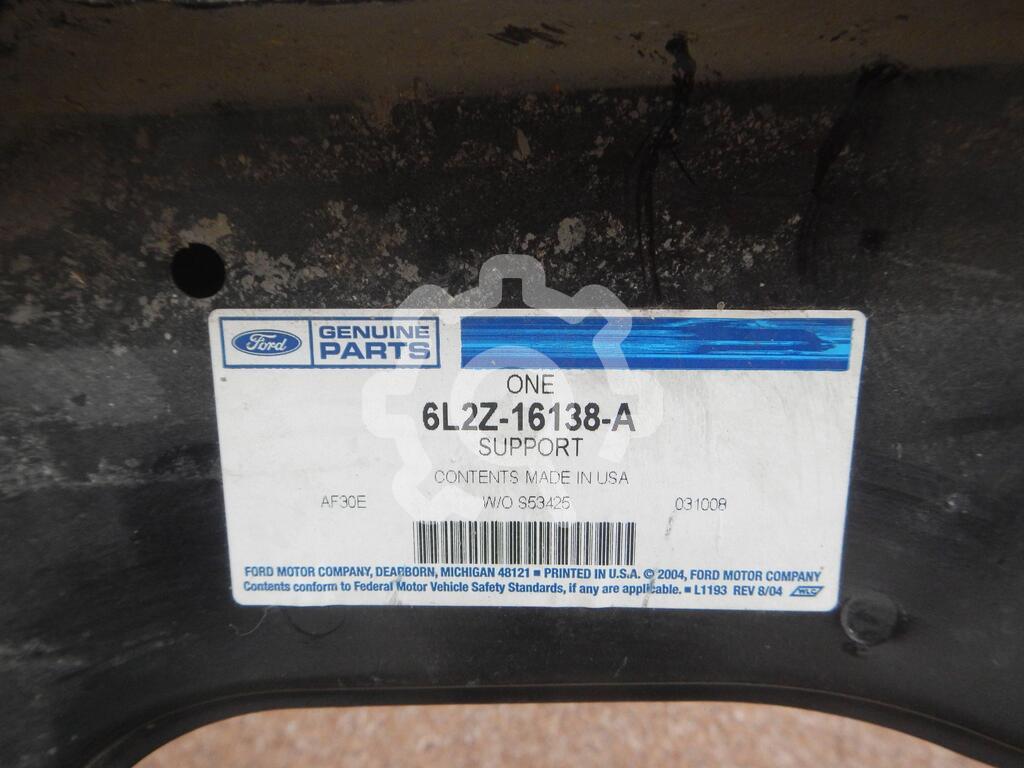 Ford GENUINE PARTS
ONE
6L2Z-16138-A
SUPPORT
CONTENTS MADE IN USA
AF30E W/O S53425 031008
FORD MOTOR COMPANY, DEARBORN, MICHIGAN 48121 ■ PRINTED IN U.S.A. © 2004, FORD MOTOR COMPANY
Contents conform to Federal Motor Vehicle Safety Standards, if any are applicable. ■ L1193 REV 8/04 WLC